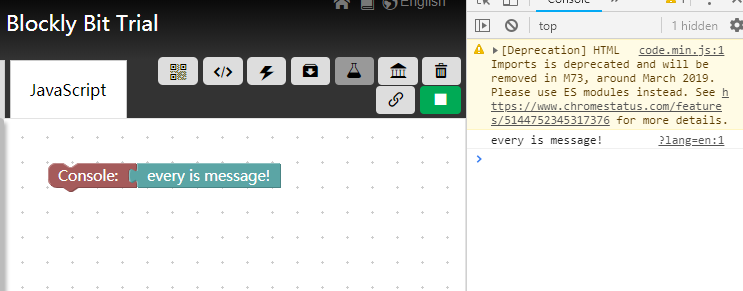 English
Console
»
Blockly Bit Trial
top
1 hidden
[Deprecation] HTML code.min.js:1
Imports is deprecated and will
be removed in M73, around March 2019.
Please use ES modules instead. See h
ttps://www.chromestatus.com/feature
s/5144752345317376 for more details.
JavaScript
every is message! ?lang=en:1
Console: every is message!